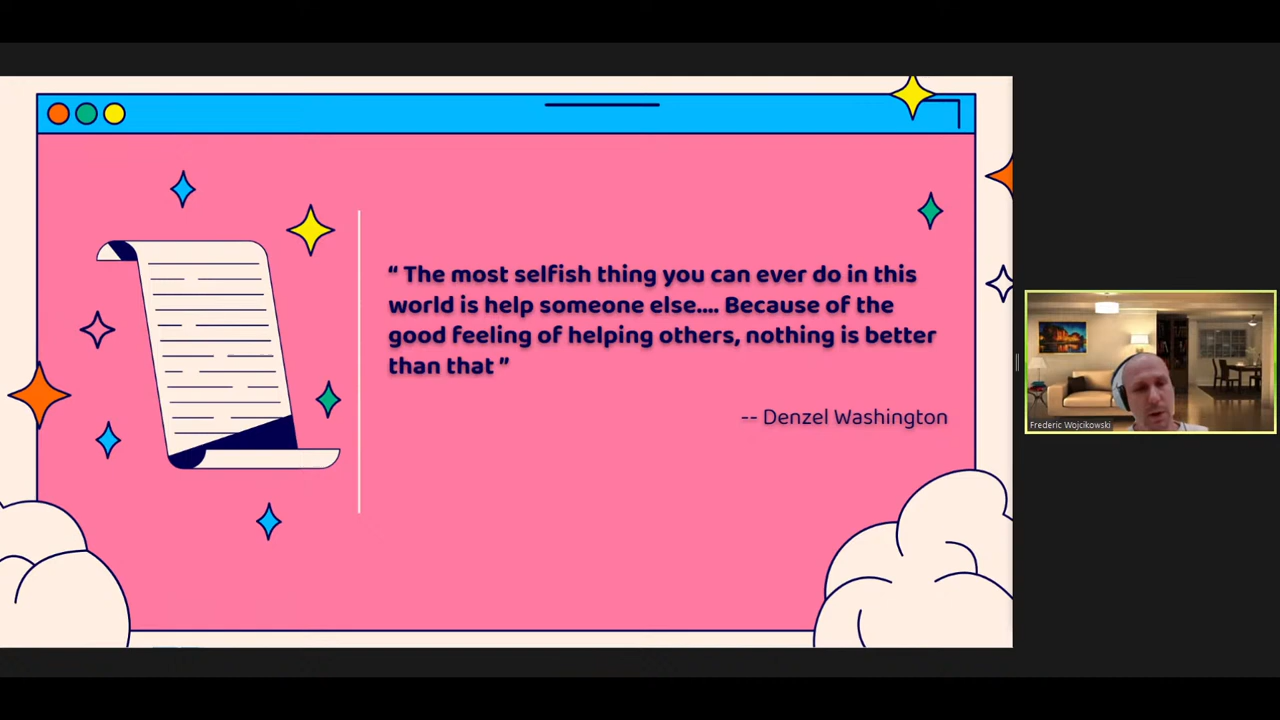 “ The most selfish thing you can ever do in this
world is help someone else.... Because of the
good feeling of helping others, nothing is better
than that ”
-- Denzel Washington
Frederic Wojcikowski